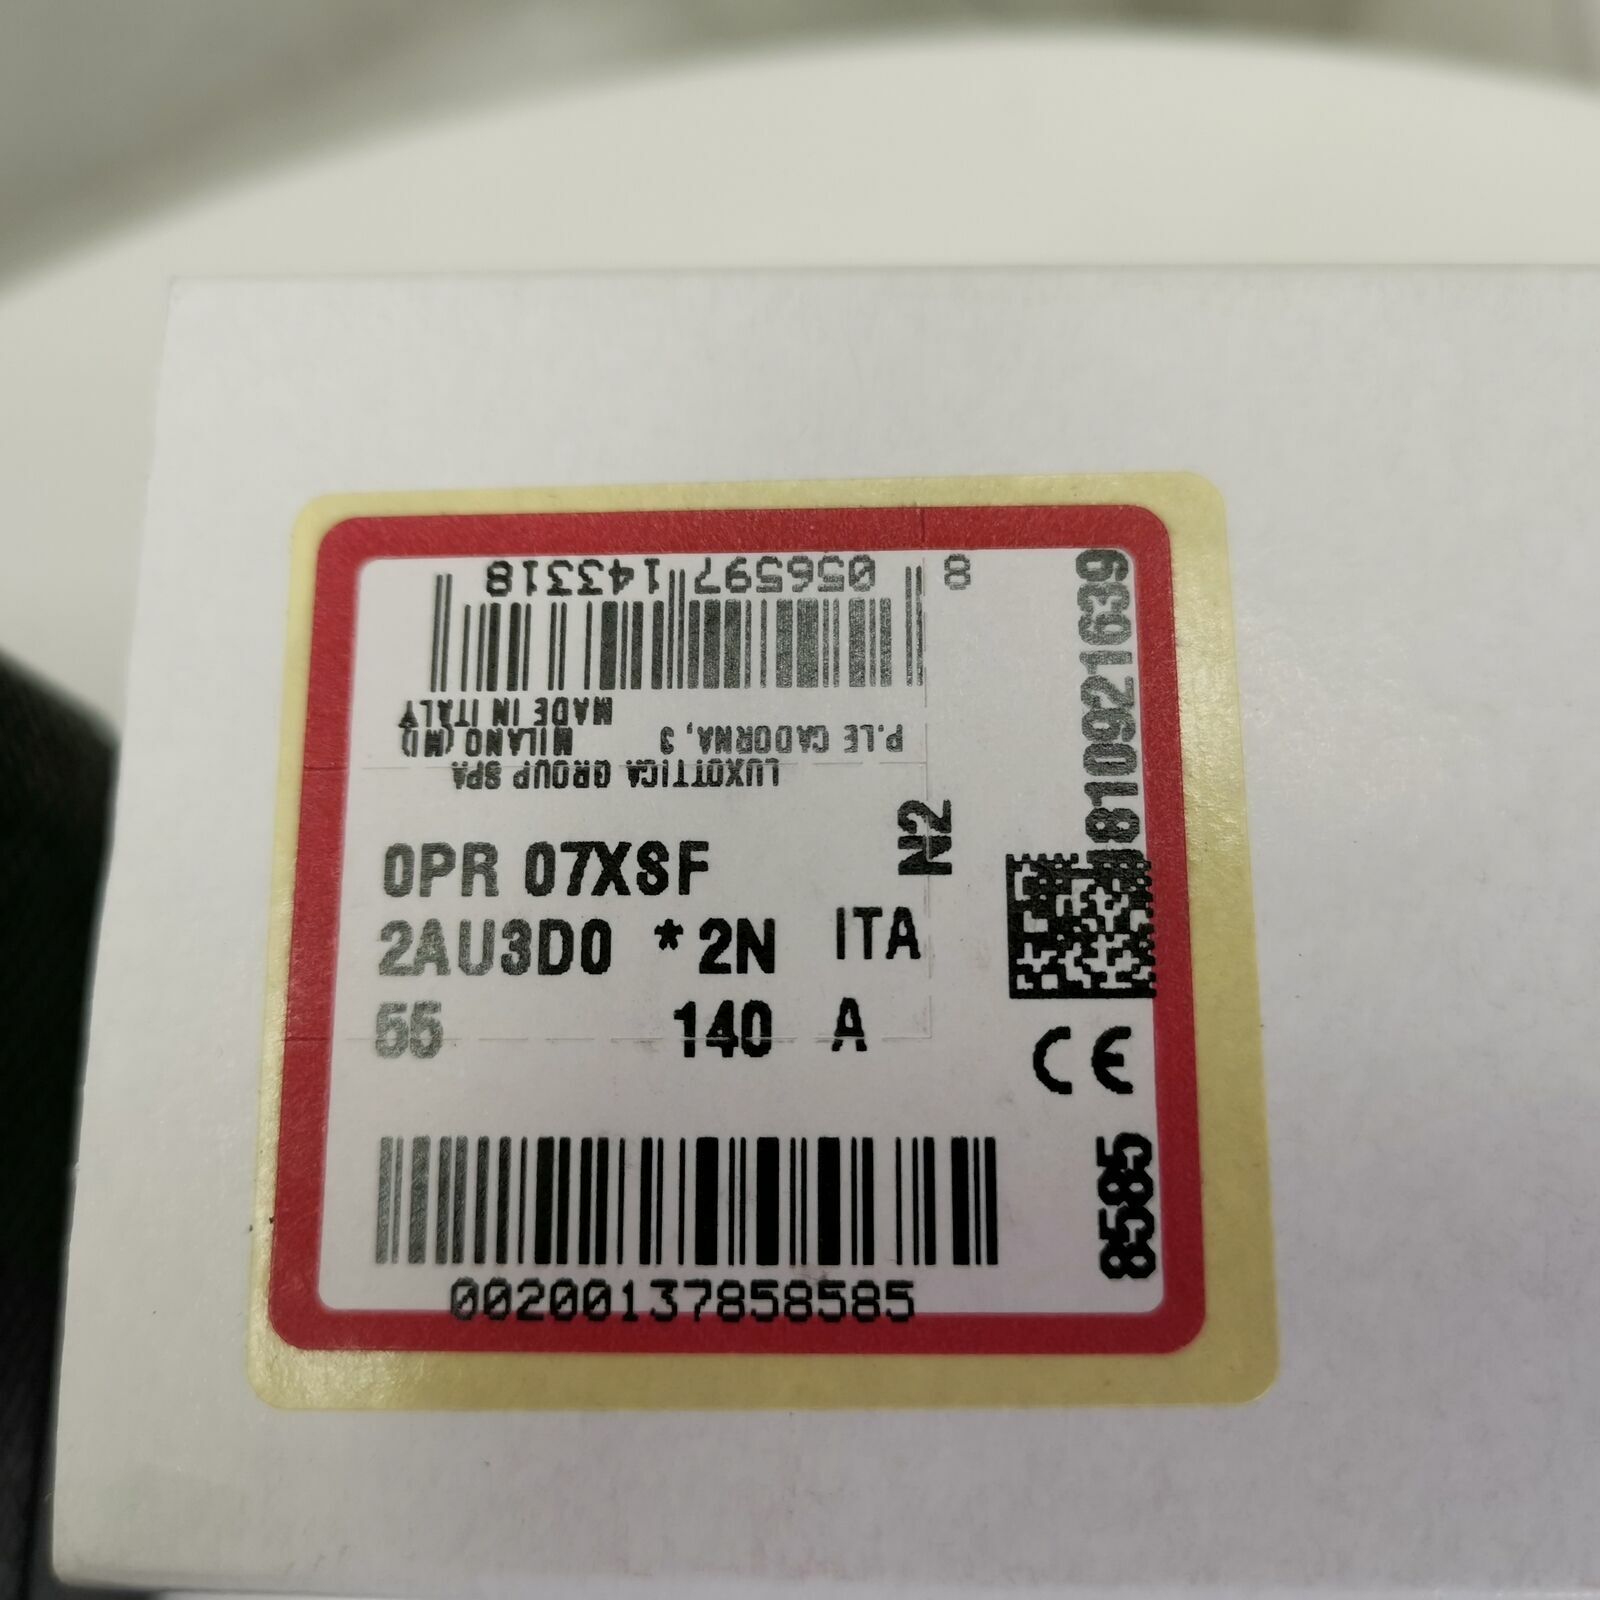 8 056597 143318
LUXOTTICA GROUP SPA
P.LE CADORNA, 3 MILANO (MI)
MADE IN ITALY
0PR 07XSF
N2
2AU3D0 *2N ITA
55 140 A
00200137858585
8109921639
CE
8585